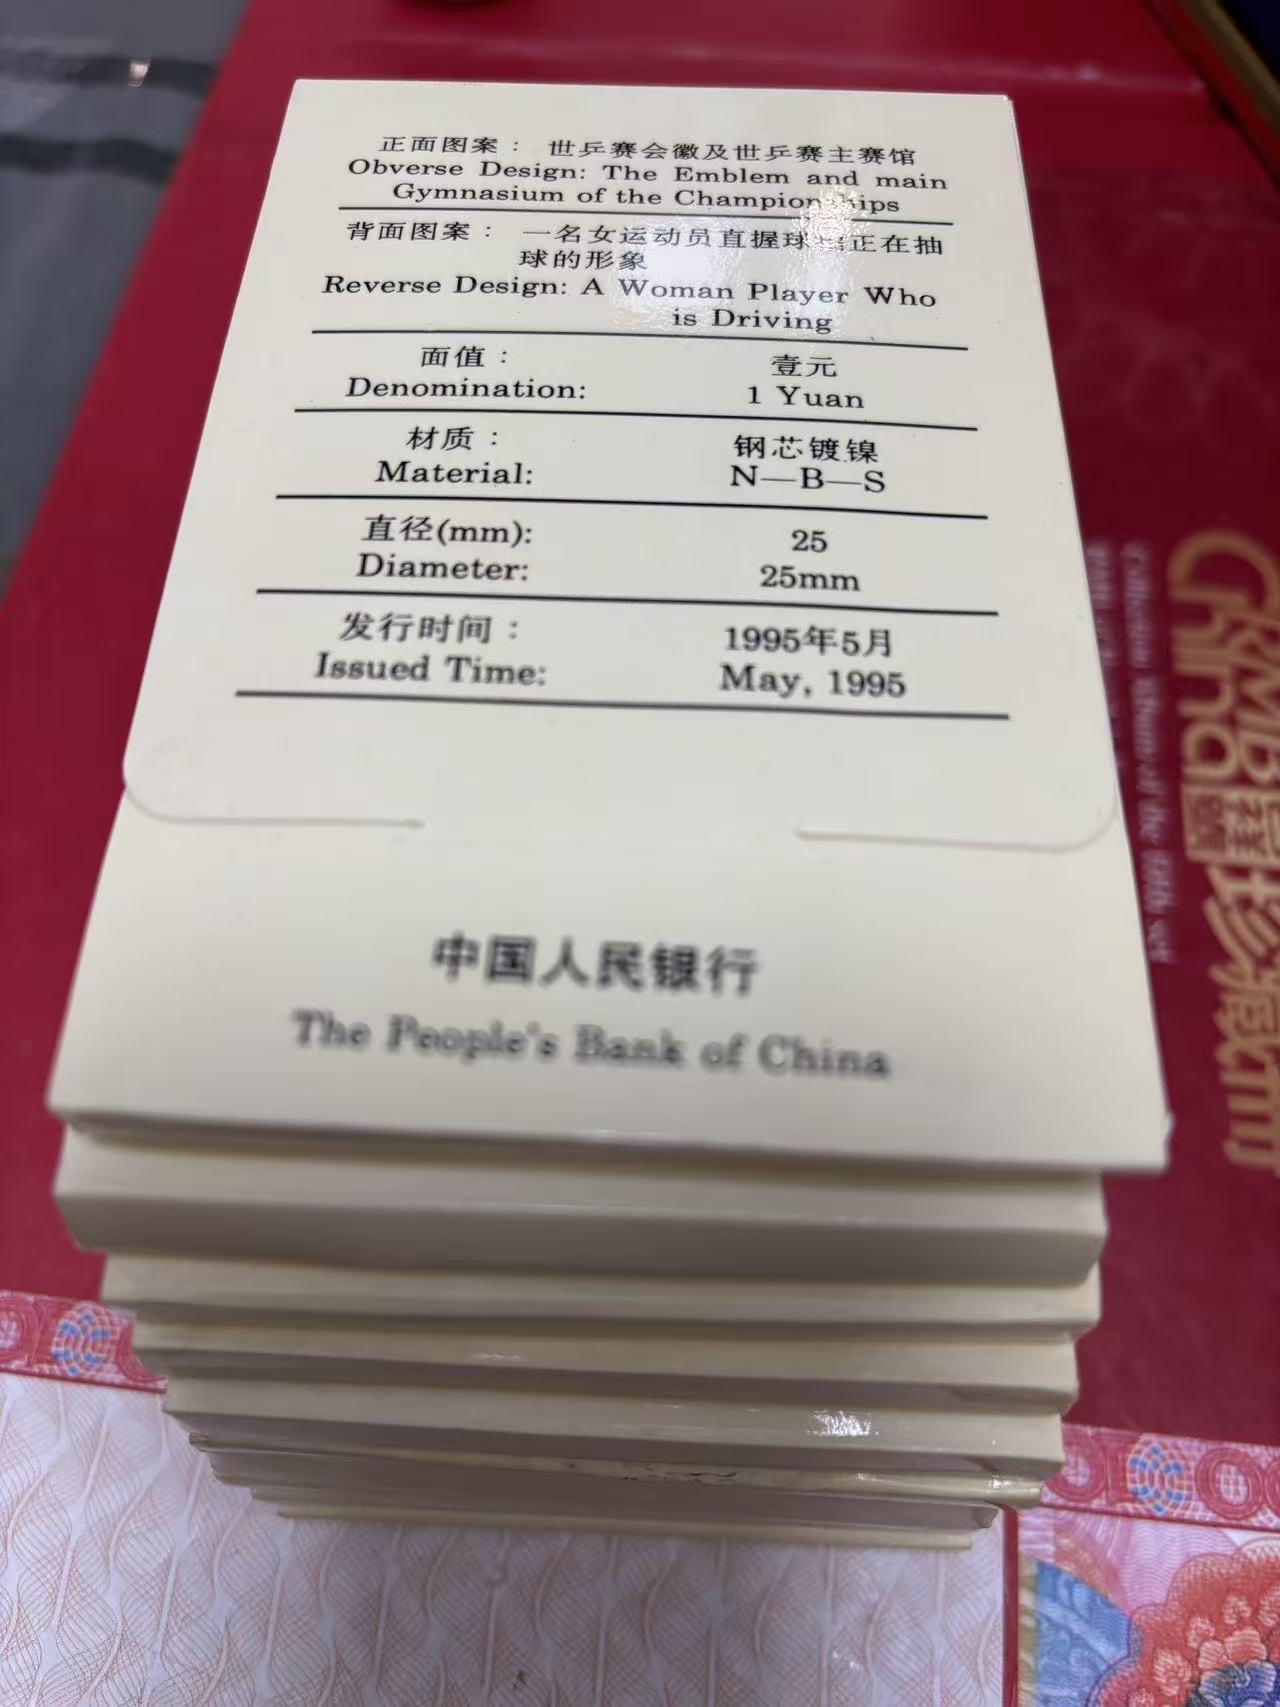 正面图案： 世乒赛会徽及世乒赛主赛馆
Obverse Design: The Emblem and main
Gymnasium of the Championships
背面图案： 一名女运动员直握球拍正在抽
球的形象
Reverse Design: A Woman Player Who
is Driving
面值： 壹元
Denomination: 1 Yuan
材质： 钢芯镀镍
Material: N—B—S
直径(mm): 25
Diameter: 25mm
发行时间： 1995年5月
Issued Time: May, 1995
中国人民银行
The People's Bank of China
RMB
China
珍藏册